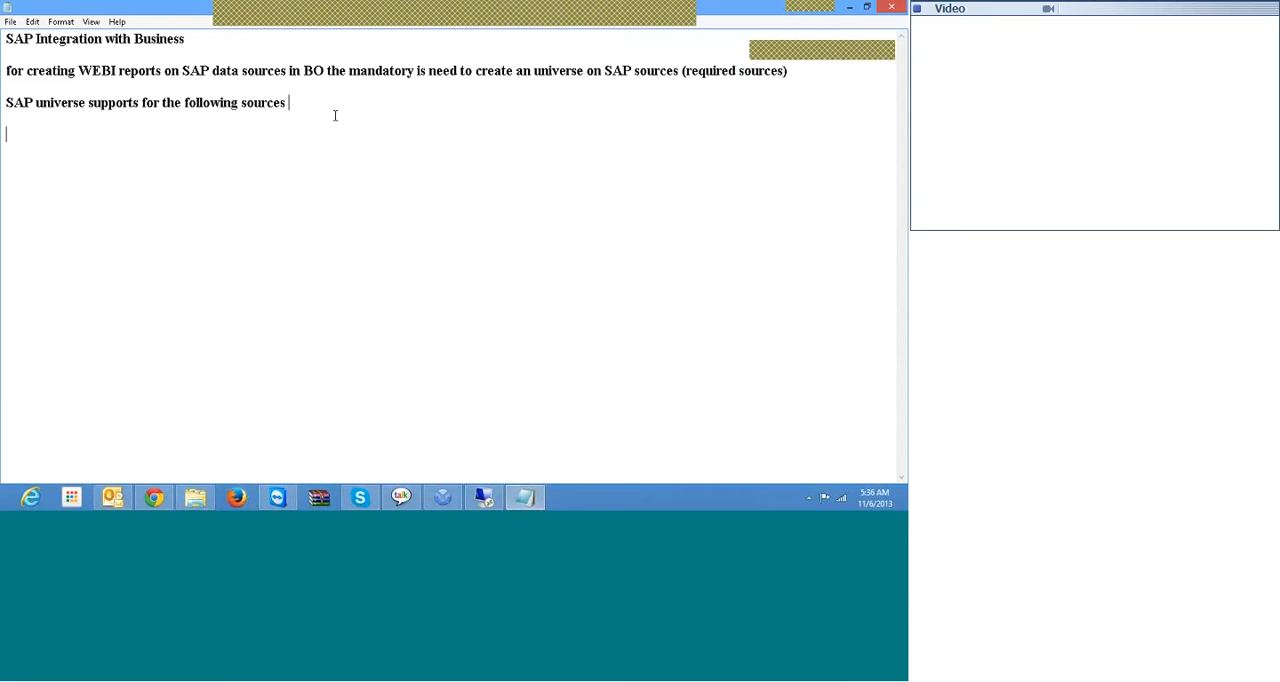 Video
File Edit Format View Help
SAP Integration with Business
for creating WEBI reports on SAP data sources in BO the mandatory is need to create an universe on SAP sources (required sources)
SAP universe supports for the following sources
talk
5:36 AM
11/6/2013